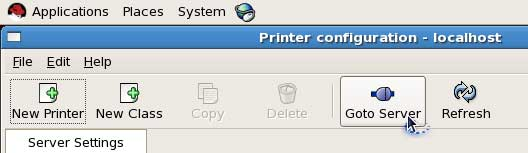 Applications Places System
Printer configuration - localhost
File Edit Help
New Printer New Class Copy Delete Goto Server Refresh
Server Settings